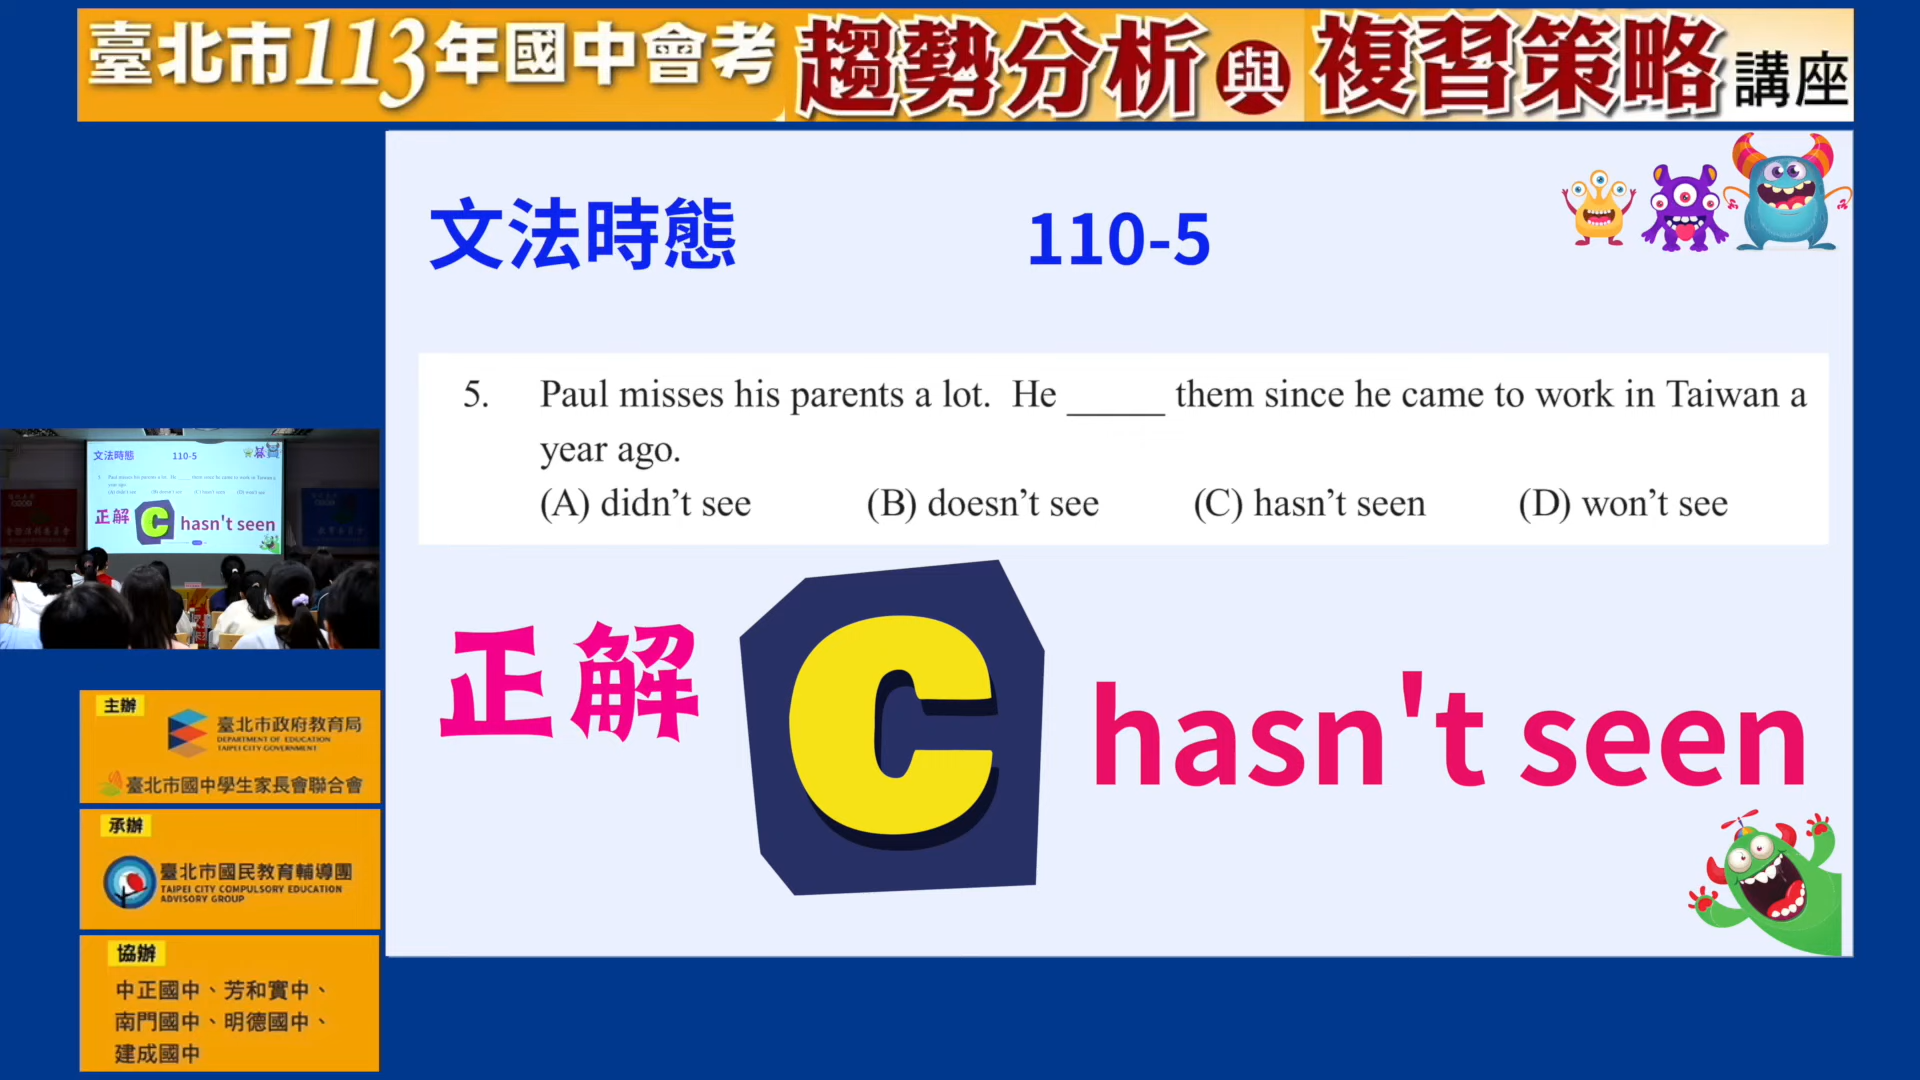 臺北市113年國中會考 趨勢分析與複習策略 講座
文法時態 110-5
5. Paul misses his parents a lot. He _____ them since he came to work in Taiwan a
year ago.
(A) didn’t see (B) doesn’t see (C) hasn’t seen (D) won’t see
正解 C hasn't seen
文法時態 110-5
正解 C hasn't seen
主辦
臺北市政府教育局
DEPARTMENT OF EDUCATION
TAIPEI CITY GOVERNMENT
臺北市國中學生家長會聯合會
承辦
臺北市國民教育輔導團
TAIPEI CITY COMPULSORY EDUCATION
ADVISORY GROUP
協辦
中正國中、芳和實中、
南門國中、明德國中、
建成國中